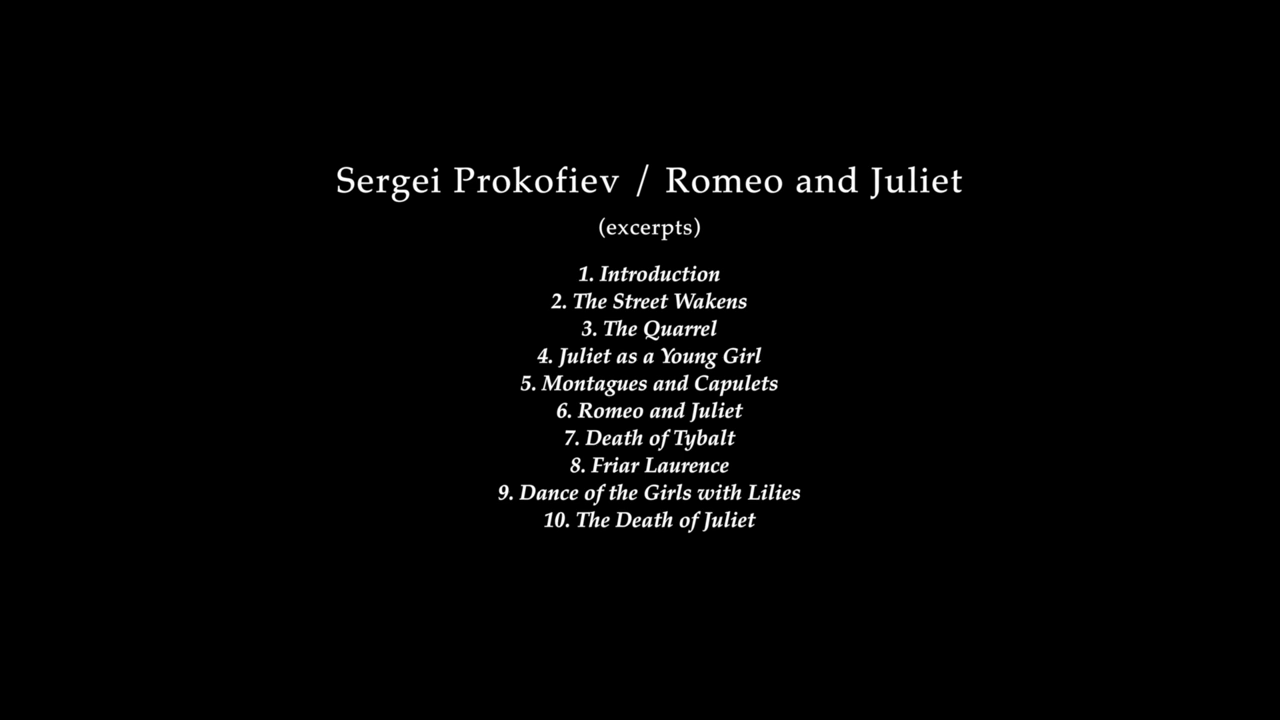 Sergei Prokofiev / Romeo and Juliet
(excerpts)
1. Introduction
2. The Street Wakens
3. The Quarrel
4. Juliet as a Young Girl
5. Montagues and Capulets
6. Romeo and Juliet
7. Death of Tybalt
8. Friar Laurence
9. Dance of the Girls with Lilies
10. The Death of Juliet